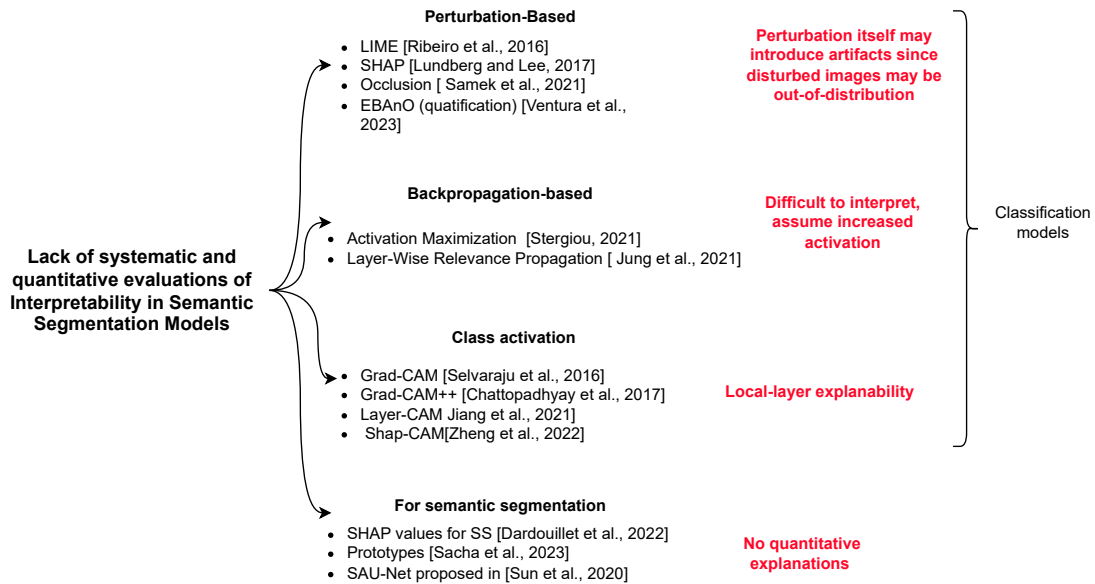 Perturbation-Based
• LIME [Ribeiro et al., 2016]
• SHAP [Lundberg and Lee, 2017]
• Occlusion [ Samek et al., 2021]
• EBAnO (quatification) [Ventura et al.,
2023]
Perturbation itself may
introduce artifacts since
disturbed images may be
out-of-distribution
Backpropagation-based
• Activation Maximization [Stergiou, 2021]
• Layer-Wise Relevance Propagation [ Jung et al., 2021]
Difficult to interpret,
assume increased
activation
Classification
models
Lack of systematic and
quantitative evaluations of
Interpretability in Semantic
Segmentation Models
Class activation
• Grad-CAM [Selvaraju et al., 2016]
• Grad-CAM++ [Chattopadhyay et al., 2017]
• Layer-CAM Jiang et al., 2021]
• Shap-CAM[Zheng et al., 2022]
Local-layer explanability
For semantic segmentation
• SHAP values for SS [Dardouillet et al., 2022]
• Prototypes [Sacha et al., 2023]
• SAU-Net proposed in [Sun et al., 2020]
No quantitative
explanations